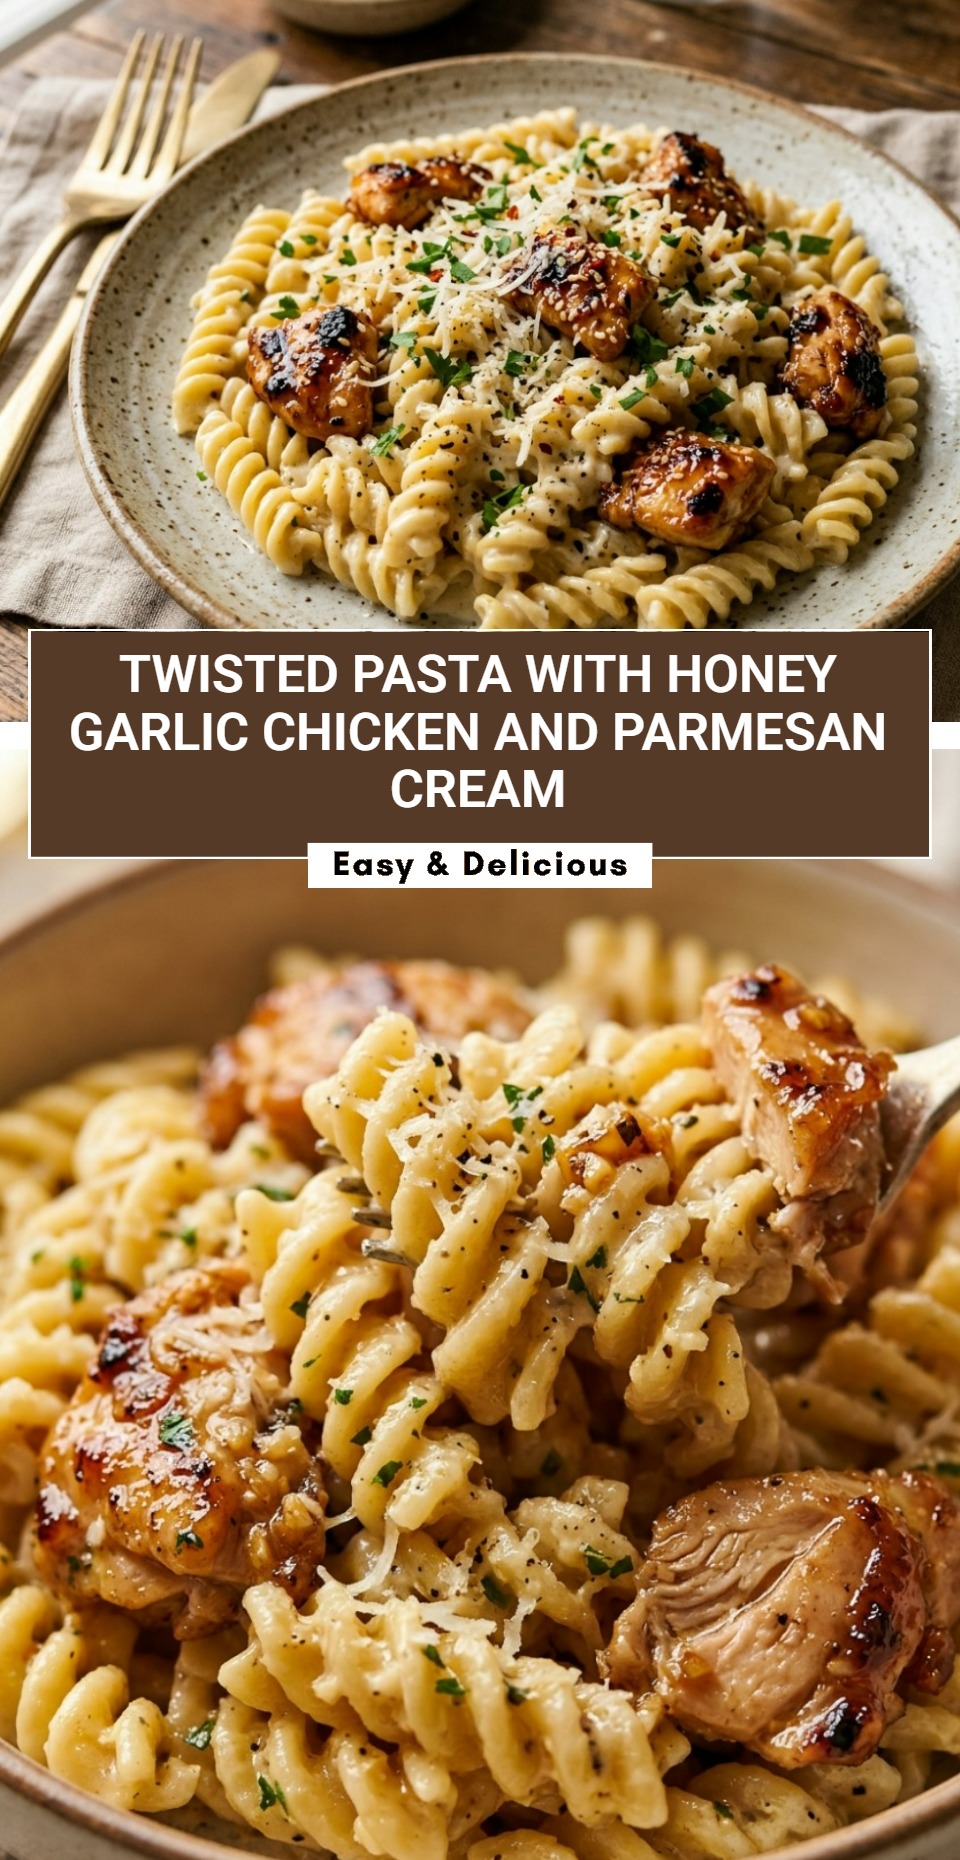 TWISTED PASTA WITH HONEY
GARLIC CHICKEN AND PARMESAN
CREAM
Easy & Delicious